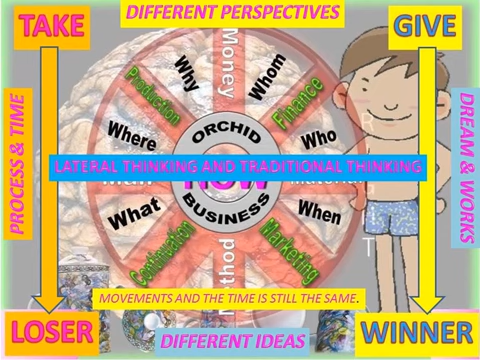 DIFFERENT PERSPECTIVES
TAKE
GIVE
Money
Why
Whom
Production
Finance
Where
ORCHID
Who
PROCESS & TIME
DREAM & WORKS
LATERAL THINKING AND TRADITIONAL THINKING
HOW
What
BUSINESS
When
Continuation
Method
Marketing
T
MOVEMENTS AND THE TIME IS STILL THE SAME.
LOSER
DIFFERENT IDEAS
WINNER